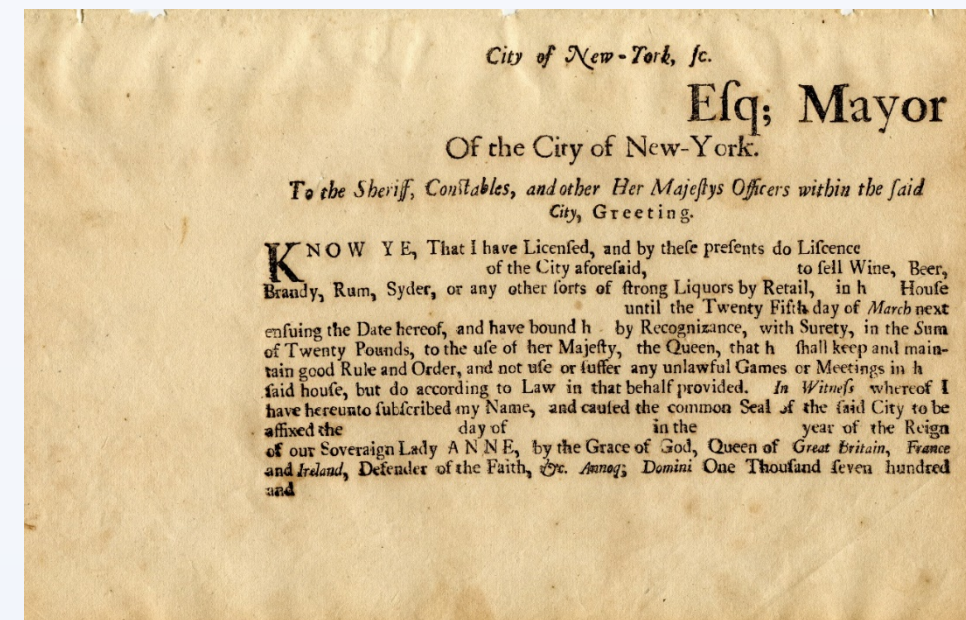 City of New-York, ſc.
Eſq; Mayor
Of the City of New-York.
To the Sheriff, Conſtables, and other Her Majeſtys Officers within the ſaid
City, Greeting.
KNOW YE, That I have Licenſed, and by theſe preſents do Liſcence
of the City aforeſaid, to ſell Wine, Beer,
Brandy, Rum, Syder, or any other ſorts of ſtrong Liquors by Retail, in h Houſe
until the Twenty Fifth day of March next
enſuing the Date hereof, and have bound h by Recognizance, with Surety, in the Sum
of Twenty Pounds, to the uſe of her Majeſty, the Queen, that h ſhall keep and main-
tain good Rule and Order, and not uſe or ſuffer any unlawful Games or Meetings in h
ſaid houſe, but do according to Law in that behalf provided. In Witneſs whereof I
have hereunto ſubſcribed my Name, and cauſed the common Seal of the ſaid City to be
affixed the day of in the year of the Reign
of our Soveraign Lady ANNE, by the Grace of God, Queen of Great Britain, France
and Ireland, Defender of the Faith, &c. Annoq; Domini One Thouſand ſeven hundred
and